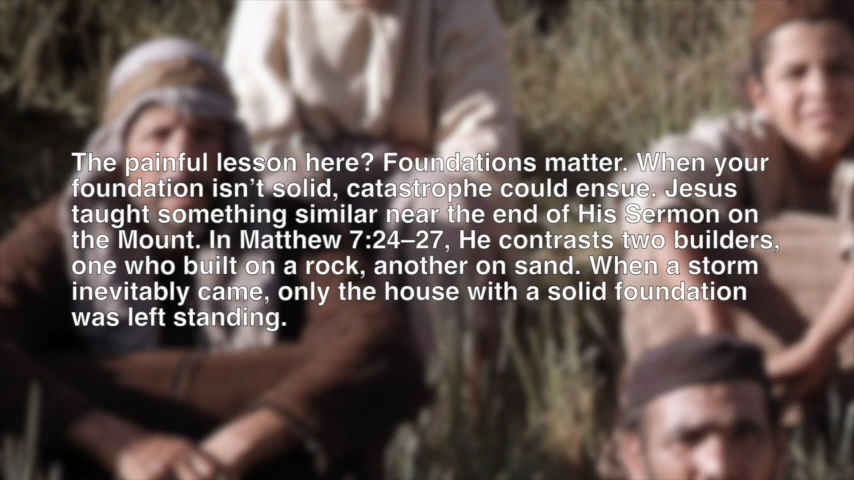 The painful lesson here? Foundations matter. When your
foundation isn’t solid, catastrophe could ensue. Jesus
taught something similar near the end of His Sermon on
the Mount. In Matthew 7:24–27, He contrasts two builders,
one who built on a rock, another on sand. When a storm
inevitably came, only the house with a solid foundation
was left standing.